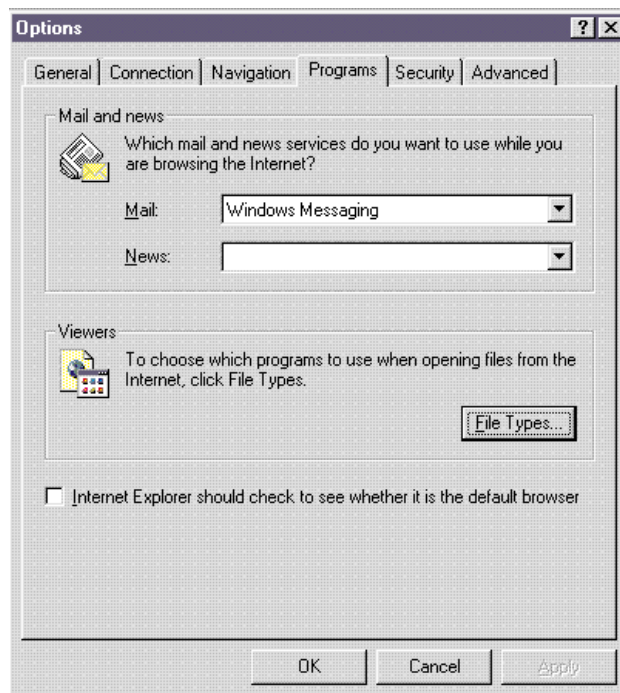 Options
General Connection Navigation Programs Security Advanced
Mail and news
Which mail and news services do you want to use while you
are browsing the Internet?
Mail: Windows Messaging
News:
Viewers
To choose which programs to use when opening files from the
Internet, click File Types.
File Types...
Internet Explorer should check to see whether it is the default browser
OK Cancel Apply